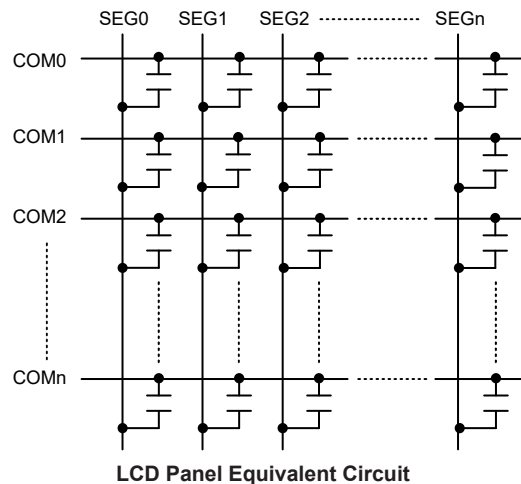 SEG0 SEG1 SEG2 SEGn
COM0
COM1
COM2
COMn
LCD Panel Equivalent Circuit